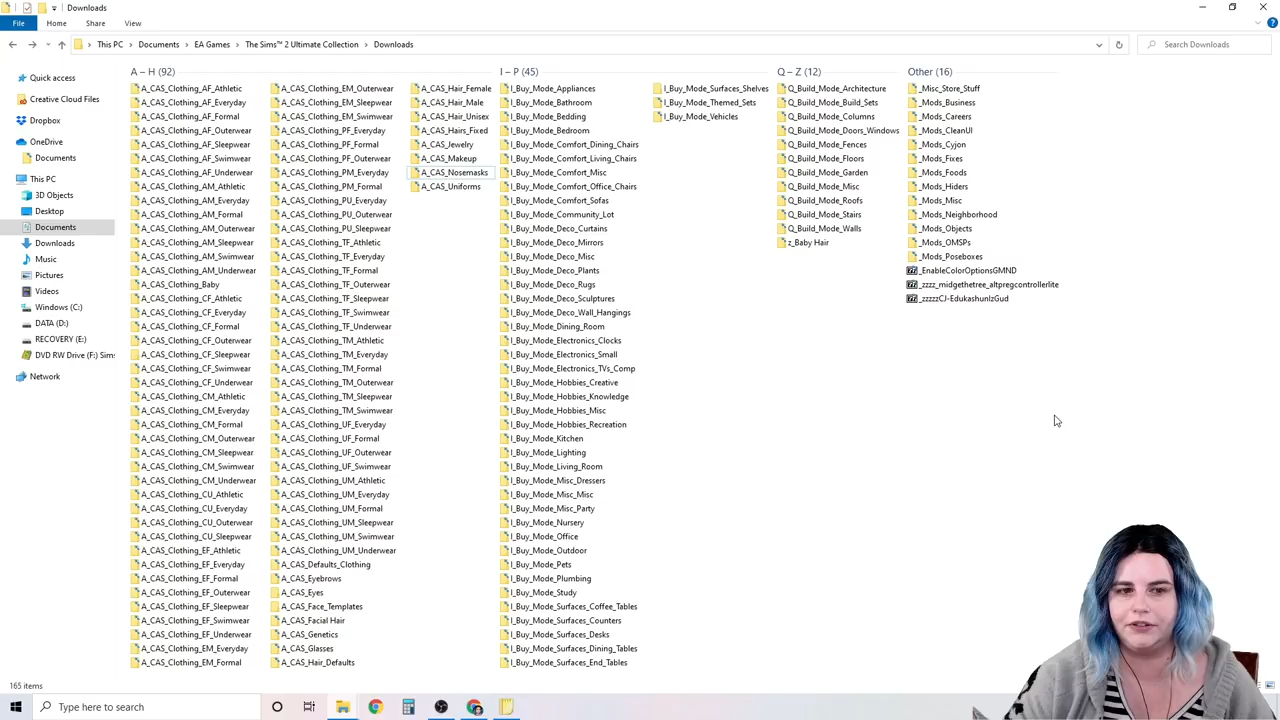 Downloads
File
Home
Share
View
This PC
Documents
EA Games
The Sims™ 2 Ultimate Collection
Downloads
Search Downloads
Quick access
Creative Cloud Files
Dropbox
OneDrive
Documents
This PC
3D Objects
Desktop
Documents
Downloads
Music
Pictures
Videos
Windows (C:)
DATA (D:)
RECOVERY (E:)
DVD RW Drive (F:) Sims
Network
A – H (92)
A_CAS_Clothing_AF_Athletic
A_CAS_Clothing_AF_Everyday
A_CAS_Clothing_AF_Formal
A_CAS_Clothing_AF_Outerwear
A_CAS_Clothing_AF_Sleepwear
A_CAS_Clothing_AF_Swimwear
A_CAS_Clothing_AF_Underwear
A_CAS_Clothing_AM_Athletic
A_CAS_Clothing_AM_Everyday
A_CAS_Clothing_AM_Formal
A_CAS_Clothing_AM_Outerwear
A_CAS_Clothing_AM_Sleepwear
A_CAS_Clothing_AM_Swimwear
A_CAS_Clothing_AM_Underwear
A_CAS_Clothing_Baby
A_CAS_Clothing_CF_Athletic
A_CAS_Clothing_CF_Everyday
A_CAS_Clothing_CF_Formal
A_CAS_Clothing_CF_Outerwear
A_CAS_Clothing_CF_Sleepwear
A_CAS_Clothing_CF_Swimwear
A_CAS_Clothing_CF_Underwear
A_CAS_Clothing_CM_Athletic
A_CAS_Clothing_CM_Everyday
A_CAS_Clothing_CM_Formal
A_CAS_Clothing_CM_Outerwear
A_CAS_Clothing_CM_Sleepwear
A_CAS_Clothing_CM_Swimwear
A_CAS_Clothing_CM_Underwear
A_CAS_Clothing_CU_Athletic
A_CAS_Clothing_CU_Everyday
A_CAS_Clothing_CU_Outerwear
A_CAS_Clothing_CU_Sleepwear
A_CAS_Clothing_EF_Athletic
A_CAS_Clothing_EF_Everyday
A_CAS_Clothing_EF_Formal
A_CAS_Clothing_EF_Outerwear
A_CAS_Clothing_EF_Sleepwear
A_CAS_Clothing_EF_Swimwear
A_CAS_Clothing_EF_Underwear
A_CAS_Clothing_EM_Everyday
A_CAS_Clothing_EM_Formal
A_CAS_Clothing_EM_Outerwear
A_CAS_Clothing_EM_Sleepwear
A_CAS_Clothing_EM_Swimwear
A_CAS_Clothing_PF_Everyday
A_CAS_Clothing_PF_Formal
A_CAS_Clothing_PF_Outerwear
A_CAS_Clothing_PM_Everyday
A_CAS_Clothing_PM_Formal
A_CAS_Clothing_PU_Everyday
A_CAS_Clothing_PU_Outerwear
A_CAS_Clothing_PU_Sleepwear
A_CAS_Clothing_TF_Athletic
A_CAS_Clothing_TF_Everyday
A_CAS_Clothing_TF_Formal
A_CAS_Clothing_TF_Outerwear
A_CAS_Clothing_TF_Sleepwear
A_CAS_Clothing_TF_Swimwear
A_CAS_Clothing_TF_Underwear
A_CAS_Clothing_TM_Athletic
A_CAS_Clothing_TM_Everyday
A_CAS_Clothing_TM_Formal
A_CAS_Clothing_TM_Outerwear
A_CAS_Clothing_TM_Sleepwear
A_CAS_Clothing_TM_Swimwear
A_CAS_Clothing_UF_Everyday
A_CAS_Clothing_UF_Formal
A_CAS_Clothing_UF_Outerwear
A_CAS_Clothing_UF_Swimwear
A_CAS_Clothing_UM_Athletic
A_CAS_Clothing_UM_Everyday
A_CAS_Clothing_UM_Formal
A_CAS_Clothing_UM_Sleepwear
A_CAS_Clothing_UM_Swimwear
A_CAS_Clothing_UM_Underwear
A_CAS_Defaults_Clothing
A_CAS_Eyebrows
A_CAS_Eyes
A_CAS_Face_Templates
A_CAS_Facial Hair
A_CAS_Genetics
A_CAS_Glasses
A_CAS_Hair_Defaults
A_CAS_Hair_Female
A_CAS_Hair_Male
A_CAS_Hair_Unisex
A_CAS_Hairs_Fixed
A_CAS_Jewelry
A_CAS_Makeup
A_CAS_Nosemasks
A_CAS_Uniforms
I – P (45)
I_Buy_Mode_Appliances
I_Buy_Mode_Bathroom
I_Buy_Mode_Bedding
I_Buy_Mode_Bedroom
I_Buy_Mode_Comfort_Dining_Chairs
I_Buy_Mode_Comfort_Living_Chairs
I_Buy_Mode_Comfort_Misc
I_Buy_Mode_Comfort_Office_Chairs
I_Buy_Mode_Comfort_Sofas
I_Buy_Mode_Community_Lot
I_Buy_Mode_Deco_Curtains
I_Buy_Mode_Deco_Mirrors
I_Buy_Mode_Deco_Misc
I_Buy_Mode_Deco_Plants
I_Buy_Mode_Deco_Rugs
I_Buy_Mode_Deco_Sculptures
I_Buy_Mode_Deco_Wall_Hangings
I_Buy_Mode_Dining_Room
I_Buy_Mode_Electronics_Clocks
I_Buy_Mode_Electronics_Small
I_Buy_Mode_Electronics_TVs_Comp
I_Buy_Mode_Hobbies_Creative
I_Buy_Mode_Hobbies_Knowledge
I_Buy_Mode_Hobbies_Misc
I_Buy_Mode_Hobbies_Recreation
I_Buy_Mode_Kitchen
I_Buy_Mode_Lighting
I_Buy_Mode_Living_Room
I_Buy_Mode_Misc_Dressers
I_Buy_Mode_Misc_Misc
I_Buy_Mode_Misc_Party
I_Buy_Mode_Nursery
I_Buy_Mode_Office
I_Buy_Mode_Outdoor
I_Buy_Mode_Pets
I_Buy_Mode_Plumbing
I_Buy_Mode_Study
I_Buy_Mode_Surfaces_Coffee_Tables
I_Buy_Mode_Surfaces_Counters
I_Buy_Mode_Surfaces_Desks
I_Buy_Mode_Surfaces_Dining_Tables
I_Buy_Mode_Surfaces_End_Tables
I_Buy_Mode_Surfaces_Shelves
I_Buy_Mode_Themed_Sets
I_Buy_Mode_Vehicles
Q – Z (12)
Q_Build_Mode_Architecture
Q_Build_Mode_Build_Sets
Q_Build_Mode_Columns
Q_Build_Mode_Doors_Windows
Q_Build_Mode_Fences
Q_Build_Mode_Floors
Q_Build_Mode_Garden
Q_Build_Mode_Misc
Q_Build_Mode_Roofs
Q_Build_Mode_Stairs
Q_Build_Mode_Walls
z_Baby Hair
Other (16)
_Misc_Store_Stuff
_Mods_Business
_Mods_Careers
_Mods_CleanUI
_Mods_Cyjon
_Mods_Fixes
_Mods_Foods
_Mods_Hiders
_Mods_Misc
_Mods_Neighborhood
_Mods_Objects
_Mods_OMSPs
_Mods_Poseboxes
_EnableColorOptionsGMND
_zzzz_midgethetree_altpregcontrollerlite
_zzzzzCJ-EdukashunIzGud
165 items
Type here to search